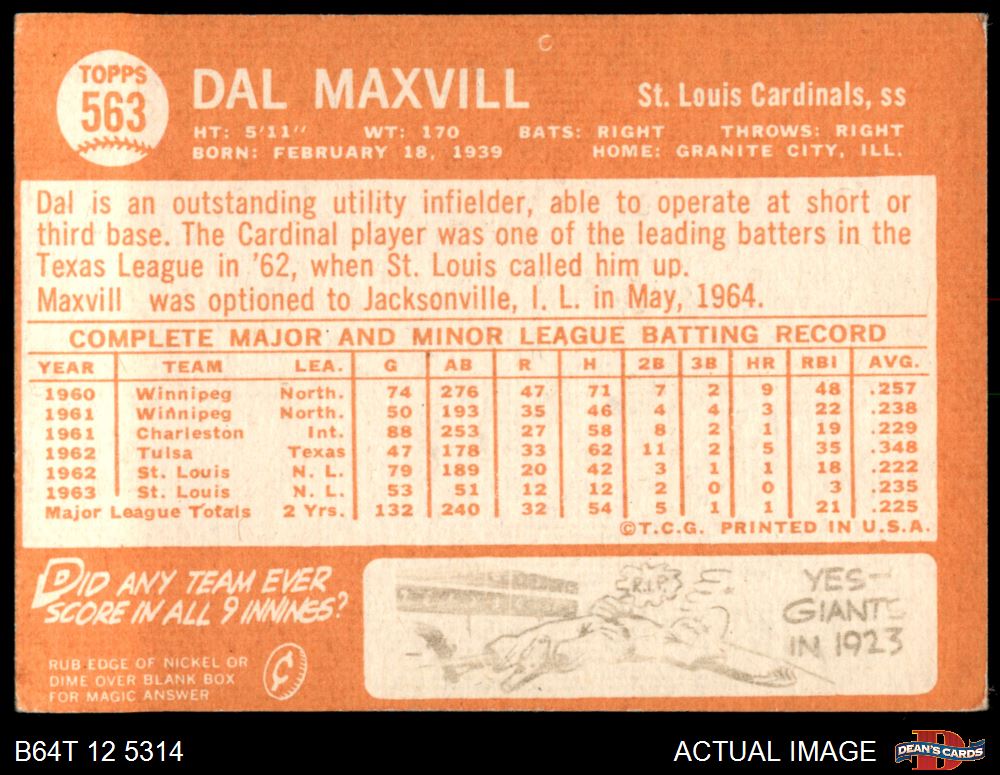 TOPPS
563
DAL MAXVILL
St. Louis Cardinals, ss
HT: 5'11" WT: 170 BATS: RIGHT THROWS: RIGHT
BORN: FEBRUARY 18, 1939 HOME: GRANITE CITY, ILL.
Dal is an outstanding utility infielder, able to operate at short or
third base. The Cardinal player was one of the leading batters in the
Texas League in '62, when St. Louis called him up.
Maxvill was optioned to Jacksonville, I. L. in May, 1964.
COMPLETE MAJOR AND MINOR LEAGUE BATTING RECORD
YEAR TEAM LEA. G AB R H 2B 3B HR RBI AVG.
1960 Winnipeg North. 74 276 47 71 7 2 9 48 .257
1961 Winnipeg North. 50 193 35 46 4 4 3 22 .238
1961 Charleston Int. 88 253 27 58 8 2 1 19 .229
1962 Tulsa Texas 47 178 33 62 11 2 5 35 .348
1962 St. Louis N. L. 79 189 20 42 3 1 1 18 .222
1963 St. Louis N. L. 53 51 12 12 2 0 0 3 .235
Major League Totals 2 Yrs. 132 240 32 54 5 1 1 21 .225
©T.C.G. PRINTED IN U.S.A.
DID ANY TEAM EVER
SCORE IN ALL 9 INNINGS?
RUB EDGE OF NICKEL OR
DIME OVER BLANK BOX
FOR MAGIC ANSWER
R.I.P.
YES-
GIANTS
IN 1923
B64T 12 5314
ACTUAL IMAGE
DEAN'S CARDS